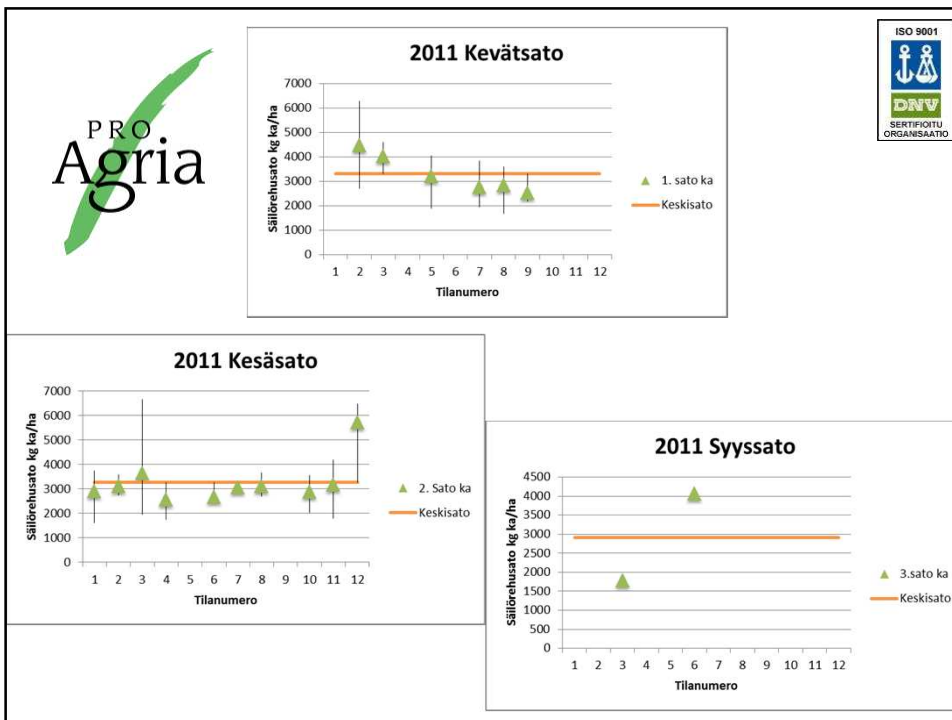 PRO
Agria
ISO 9001
DNV
SERTIFIOITU
ORGANISAATIO
2011 Kevätsato
Säilörehusato kg ka/ha
7000
6000
5000
4000
3000
2000
1000
0
1 2 3 4 5 6 7 8 9 10 11 12
Tilanumero
1. sato ka
Keskisato
2011 Kesäsato
Säilörehusato kg ka/ha
7000
6000
5000
4000
3000
2000
1000
0
1 2 3 4 5 6 7 8 9 10 11 12
Tilanumero
2. Sato ka
Keskisato
2011 Syyssato
Säilörehusato kg ka/ha
4500
4000
3500
3000
2500
2000
1500
1000
500
0
1 2 3 4 5 6 7 8 9 10 11 12
Tilanumero
3.sato ka
Keskisato